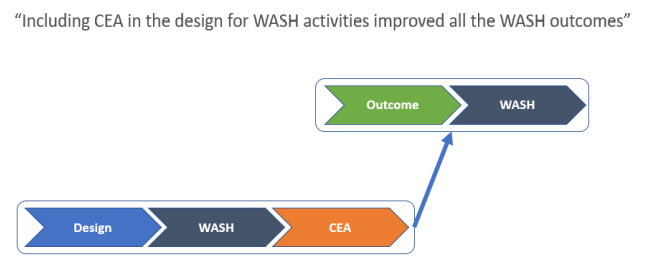 “Including CEA in the design for WASH activities improved all the WASH outcomes”
Outcome WASH
Design WASH CEA